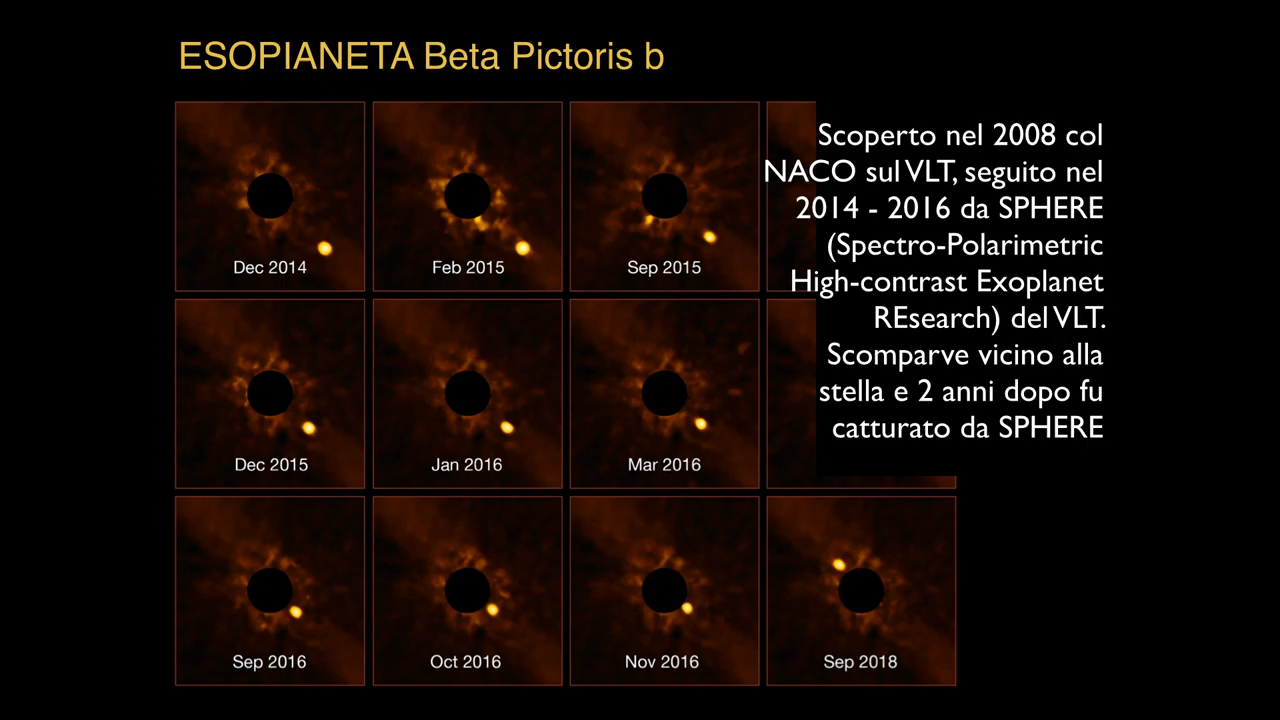 ESOPIANETA Beta Pictoris b
Scoperto nel 2008 col
NACO sul VLT, seguito nel
2014 - 2016 da SPHERE
(Spectro-Polarimetric
High-contrast Exoplanet
REsearch) del VLT.
Scomparve vicino alla
stella e 2 anni dopo fu
catturato da SPHERE
Dec 2014
Feb 2015
Sep 2015
Dec 2015
Jan 2016
Mar 2016
Sep 2016
Oct 2016
Nov 2016
Sep 2018